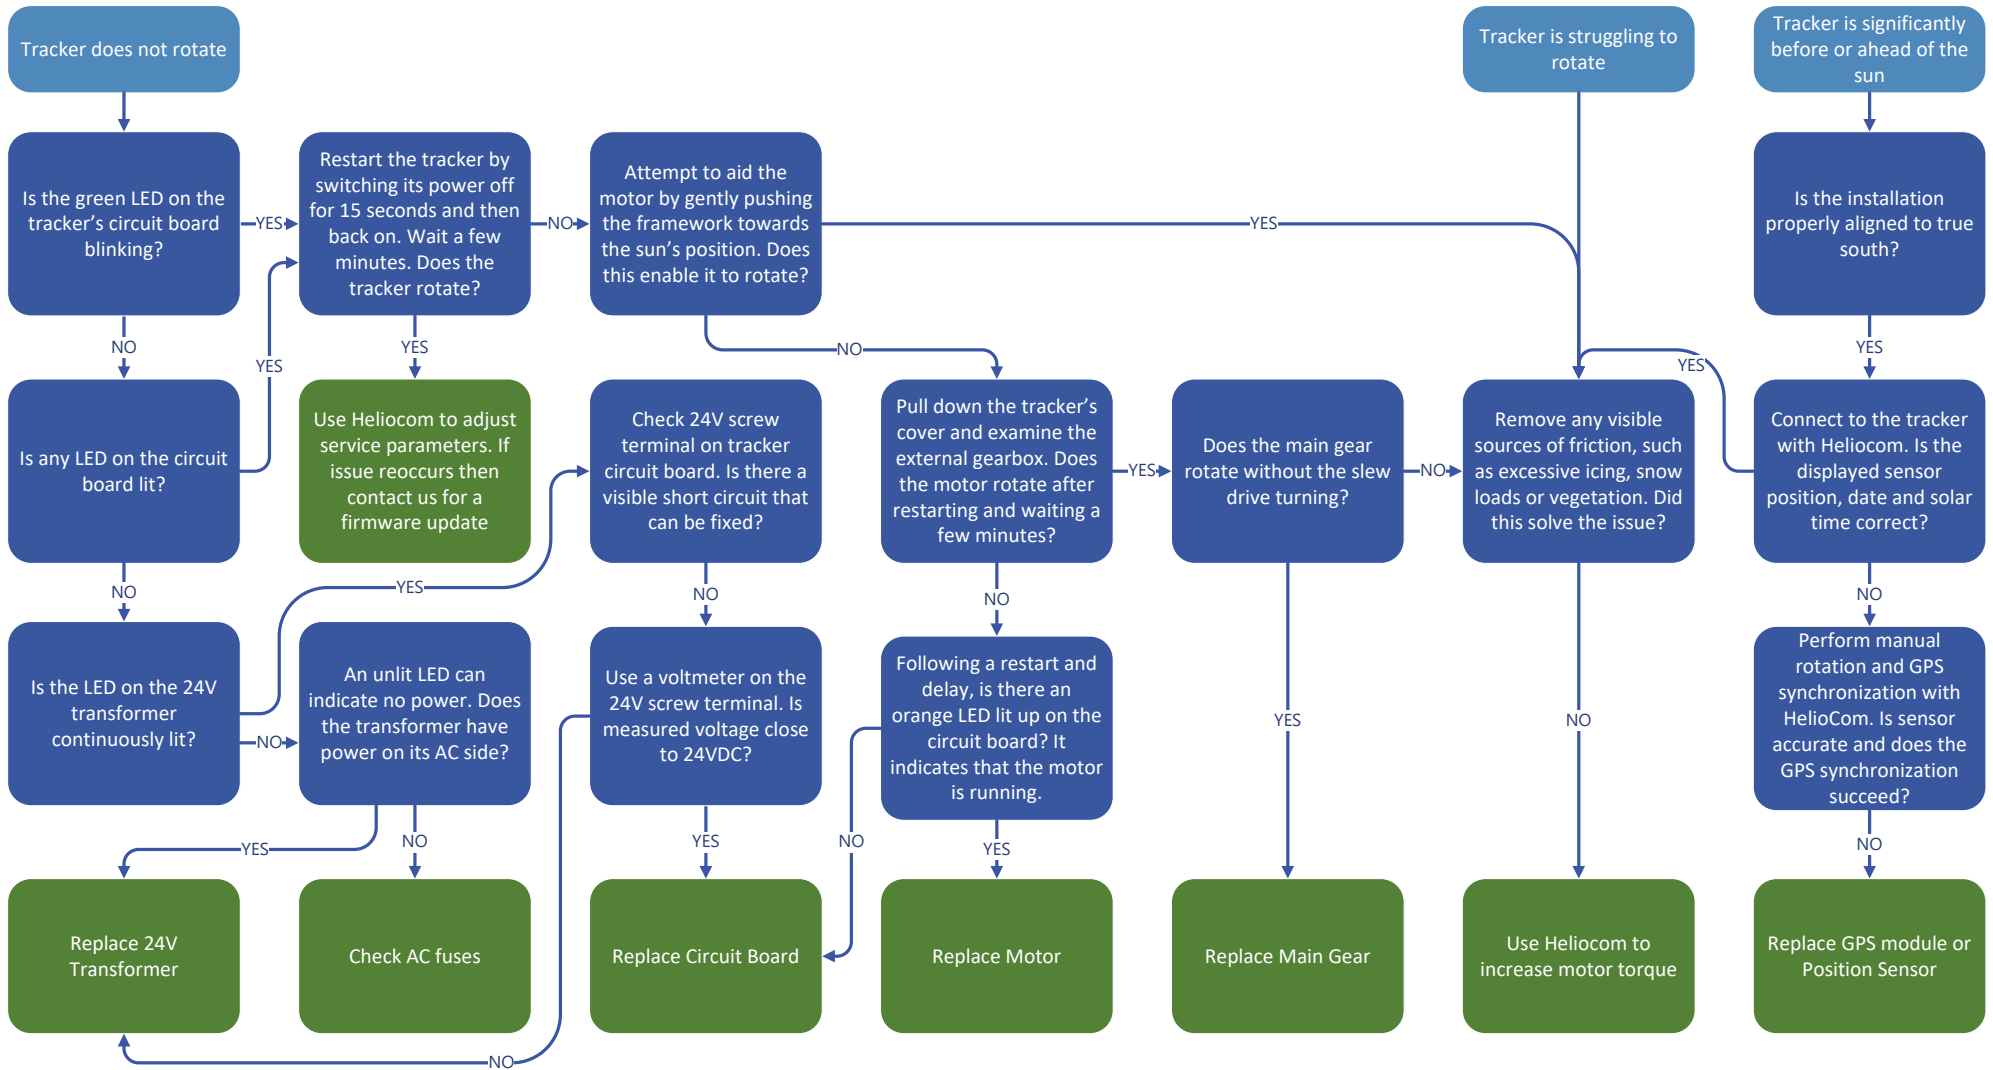 Tracker does not rotate
Tracker is struggling to
rotate
Tracker is significantly
before or ahead of the
sun
Is the green LED on the
tracker's circuit board
blinking?
YES
Restart the tracker by
switching its power off
for 15 seconds and then
back on. Wait a few
minutes. Does the
tracker rotate?
NO
Attempt to aid the
motor by gently pushing
the framework towards
the sun's position. Does
this enable it to rotate?
YES
Is the installation
properly aligned to true
south?
NO
YES
YES
NO
YES
YES
Is any LED on the circuit
board lit?
Use Heliocom to adjust
service parameters. If
issue reoccurs then
contact us for a
firmware update
Check 24V screw
terminal on tracker
circuit board. Is there a
visible short circuit that
can be fixed?
Pull down the tracker's
cover and examine the
external gearbox. Does
the motor rotate after
restarting and waiting a
few minutes?
YES
Does the main gear
rotate without the slew
drive turning?
NO
Remove any visible
sources of friction, such
as excessive icing, snow
loads or vegetation. Did
this solve the issue?
Connect to the tracker
with Heliocom. Is the
displayed sensor
position, date and solar
time correct?
NO
YES
NO
NO
NO
Is the LED on the 24V
transformer
continuously lit?
NO
An unlit LED can
indicate no power. Does
the transformer have
power on its AC side?
Use a voltmeter on the
24V screw terminal. Is
measured voltage close
to 24VDC?
Following a restart and
delay, is there an
orange LED lit up on the
circuit board? It
indicates that the motor
is running.
YES
NO
Perform manual
rotation and GPS
synchronization with
HelioCom. Is sensor
accurate and does the
GPS synchronization
succeed?
YES
NO
YES
NO
YES
NO
Replace 24V
Transformer
Check AC fuses
Replace Circuit Board
Replace Motor
Replace Main Gear
Use Heliocom to
increase motor torque
Replace GPS module or
Position Sensor
NO